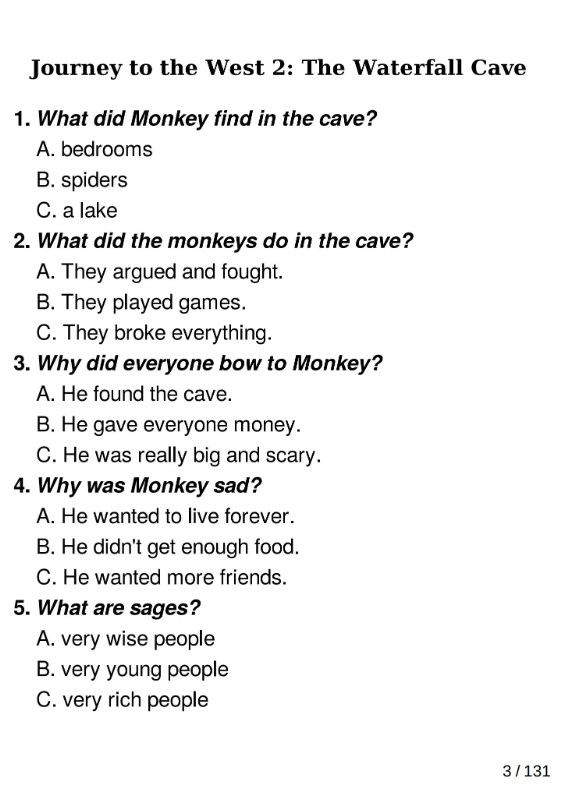 Journey to the West 2: The Waterfall Cave
1. What did Monkey find in the cave?
A. bedrooms
B. spiders
C. a lake
2. What did the monkeys do in the cave?
A. They argued and fought.
B. They played games.
C. They broke everything.
3. Why did everyone bow to Monkey?
A. He found the cave.
B. He gave everyone money.
C. He was really big and scary.
4. Why was Monkey sad?
A. He wanted to live forever.
B. He didn't get enough food.
C. He wanted more friends.
5. What are sages?
A. very wise people
B. very young people
C. very rich people
3 / 131